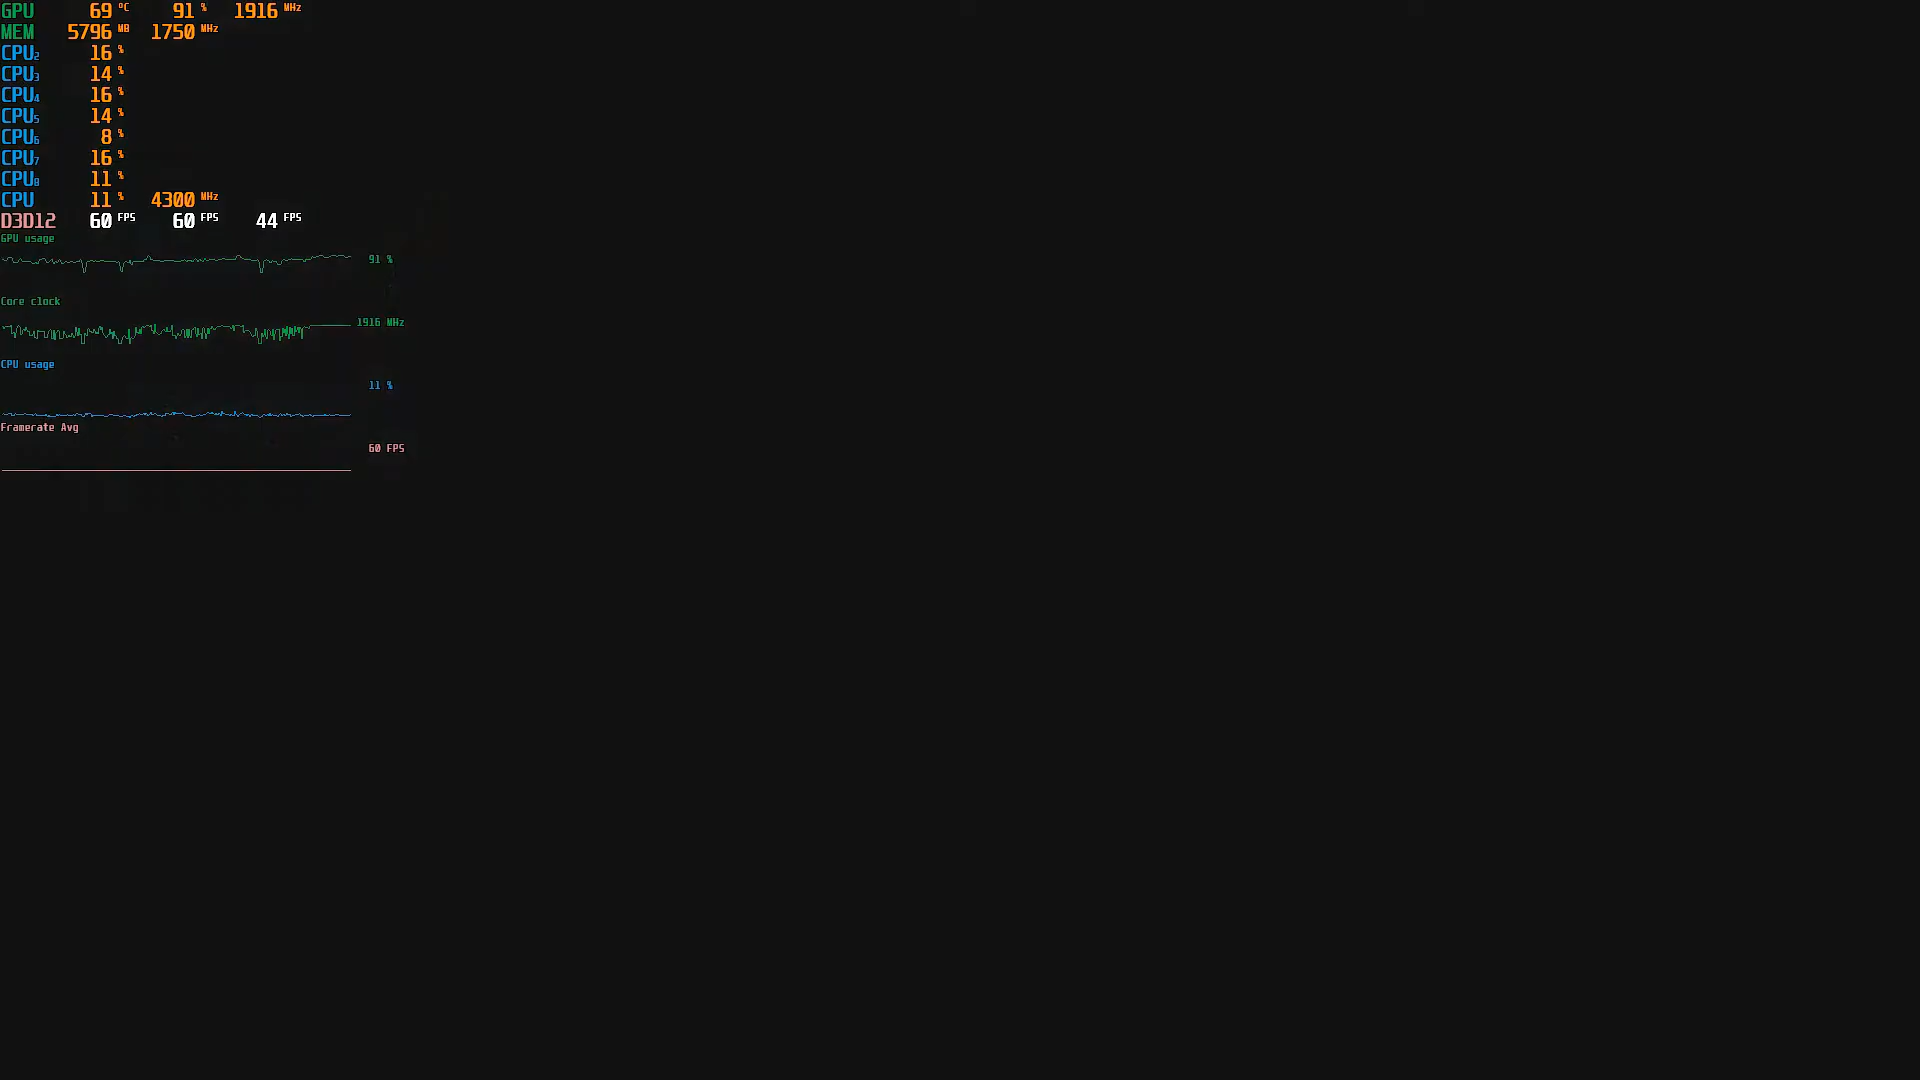 GPU 69 °C 91 % 1916 MHz
MEM 5796 MB 1750 MHz
CPU2 16 %
CPU3 14 %
CPU4 16 %
CPU5 14 %
CPU6 8 %
CPU7 16 %
CPU8 11 %
CPU 11 % 4300 MHz
D3D12 60 FPS 60 FPS 44 FPS
GPU usage
91 %
Core clock
1916 MHz
CPU usage
11 %
Framerate Avg
60 FPS